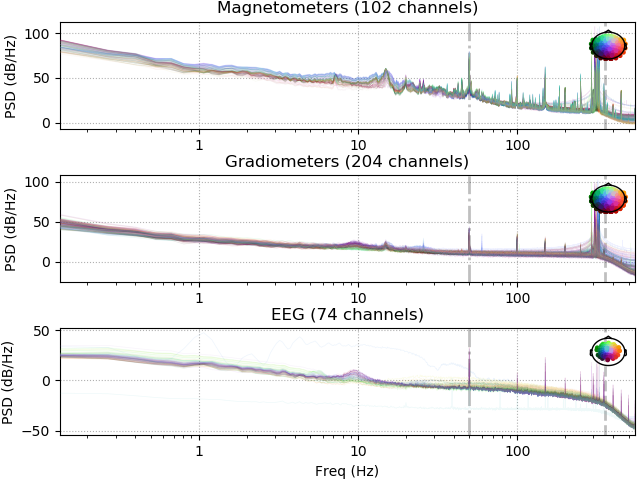 Magnetometers (102 channels)
100
50
0
PSD (dB/Hz)
1
10
100
Gradiometers (204 channels)
100
50
0
PSD (dB/Hz)
1
10
100
EEG (74 channels)
50
0
−50
PSD (dB/Hz)
1
10
100
Freq (Hz)